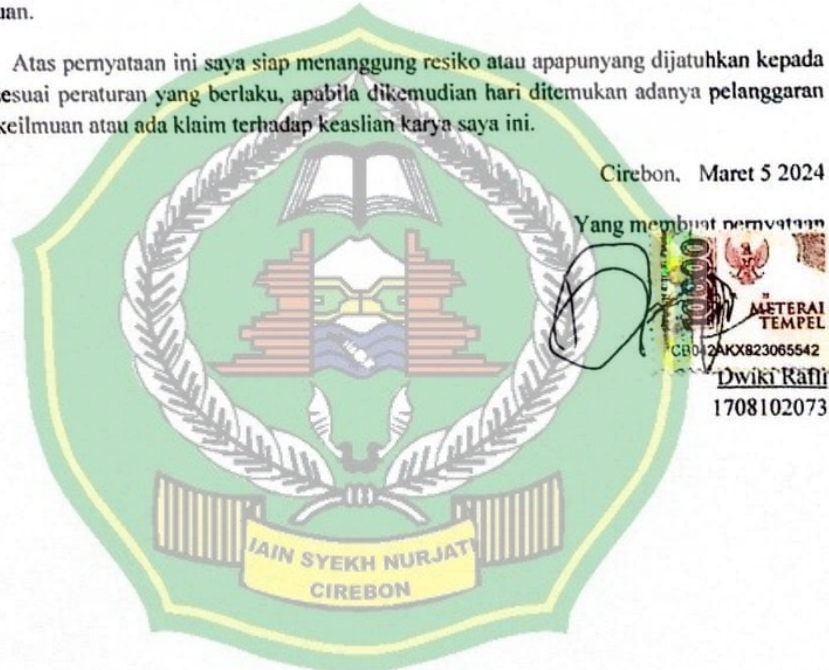 uan.
Atas pernyataan ini saya siap menanggung resiko atau apapunyang dijatuhkan kepada
esuai peraturan yang berlaku, apabila dikemudian hari ditemukan adanya pelanggaran
keilmuan atau ada klaim terhadap keaslian karya saya ini.
Cirebon, Maret 5 2024
Yang membuat pernyataan
METERAI
TEMPEL
CB042AKX823065542
Dwiki Rafli
1708102073
IAIN SYEKH NURJATI
CIREBON